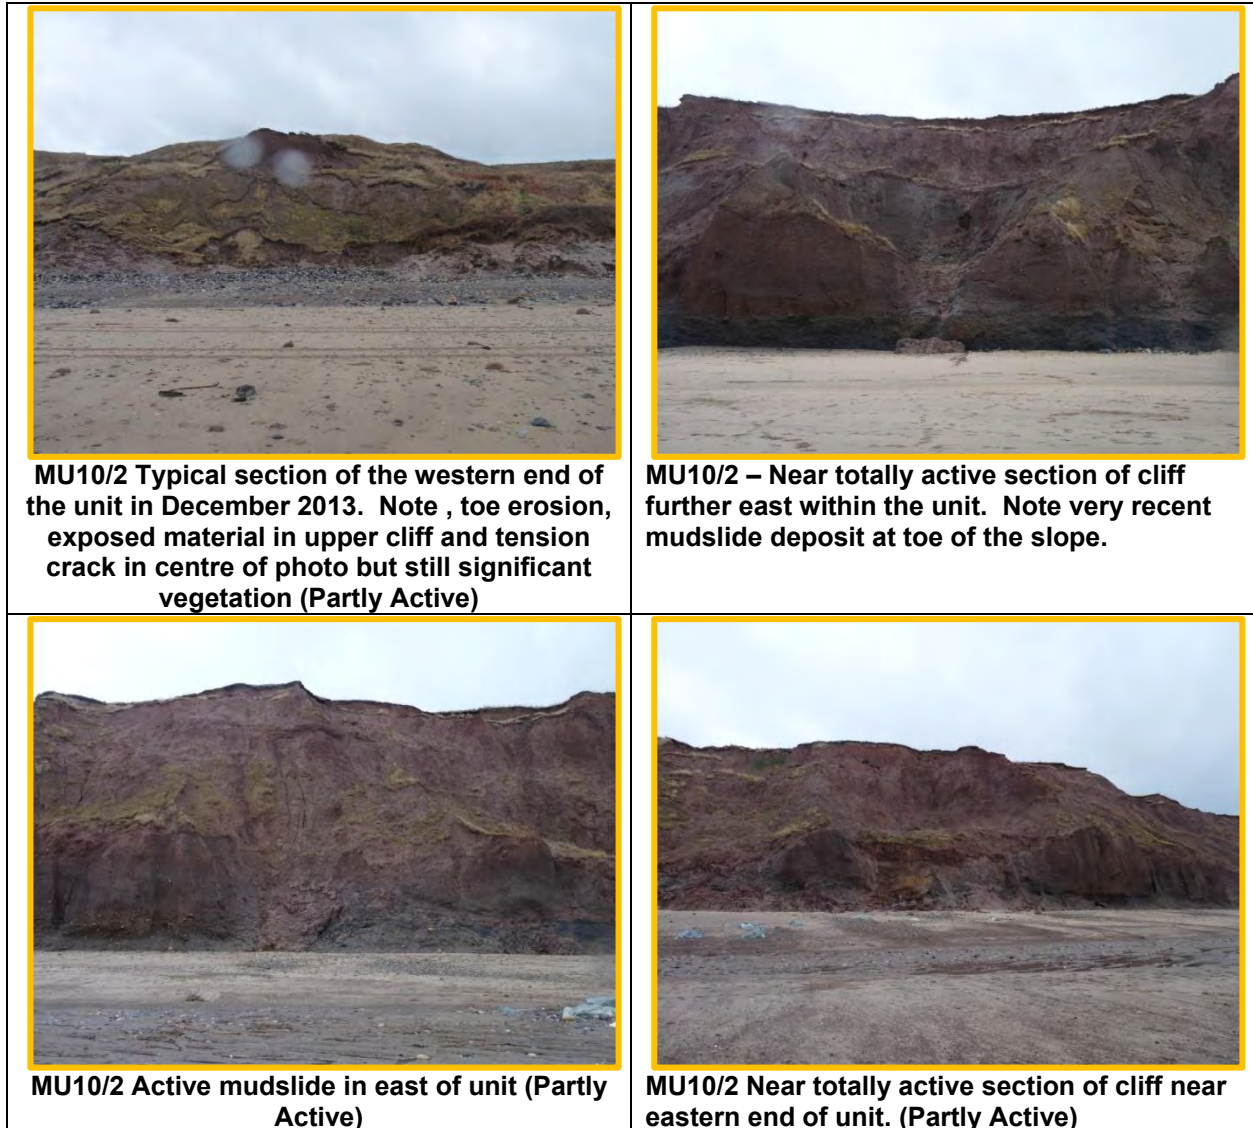 MU10/2 Typical section of the western end of
the unit in December 2013.  Note , toe erosion,
exposed material in upper cliff and tension
crack in centre of photo but still significant
vegetation (Partly Active)
MU10/2 – Near totally active section of cliff
further east within the unit.  Note very recent
mudslide deposit at toe of the slope.
MU10/2 Active mudslide in east of unit (Partly
Active)
MU10/2 Near totally active section of cliff near
eastern end of unit. (Partly Active)